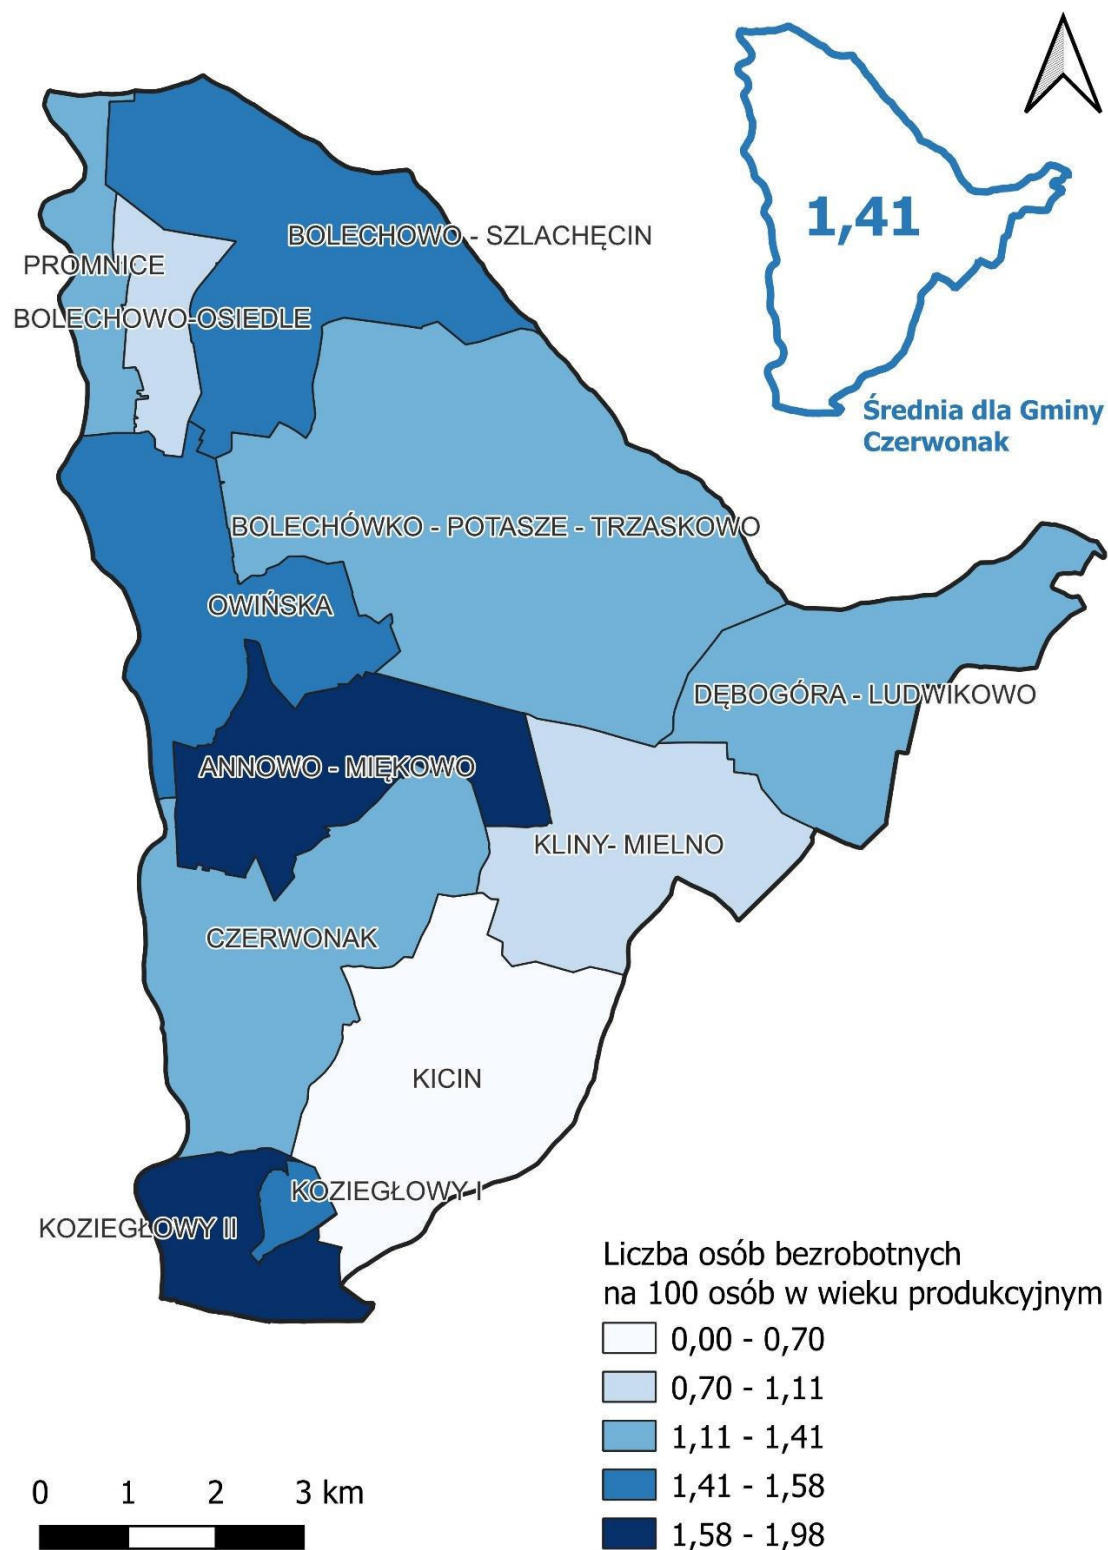 1,41
Średnia dla Gminy
Czerwonak
BOLECHOWO - SZLACHĘCIN
PROMNICE
BOLECHOWO-OSIEDLE
BOLECHÓWKO - POTASZE - TRZASKOWO
OWIŃSKA
DĘBOGÓRA - LUDWIKOWO
ANNOWO - MIĘKOWO
KLINY- MIELNO
CZERWONAK
KICIN
KOZIEGŁOWY I
KOZIEGŁOWY II
Liczba osób bezrobotnych
na 100 osób w wieku produkcyjnym
0,00 - 0,70
0,70 - 1,11
1,11 - 1,41
1,41 - 1,58
1,58 - 1,98
0 1 2 3 km